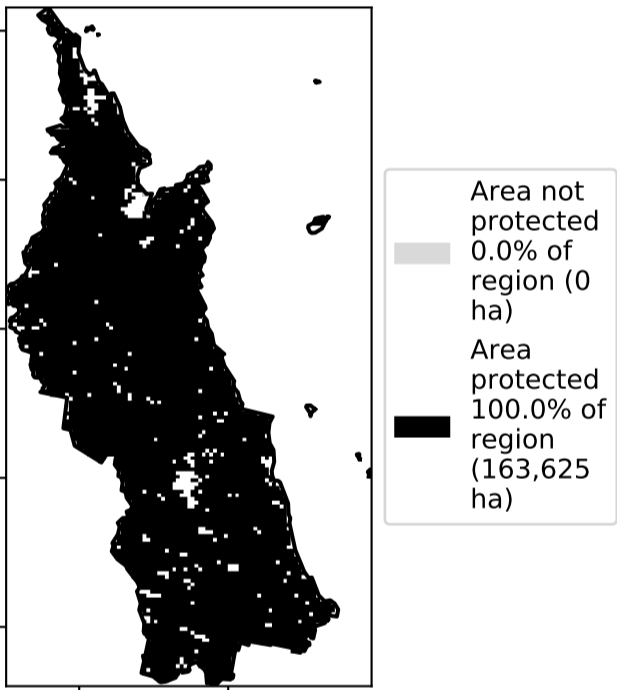 Area not
protected
0.0% of
region (0
ha)
Area
protected
100.0% of
region
(163,625
ha)